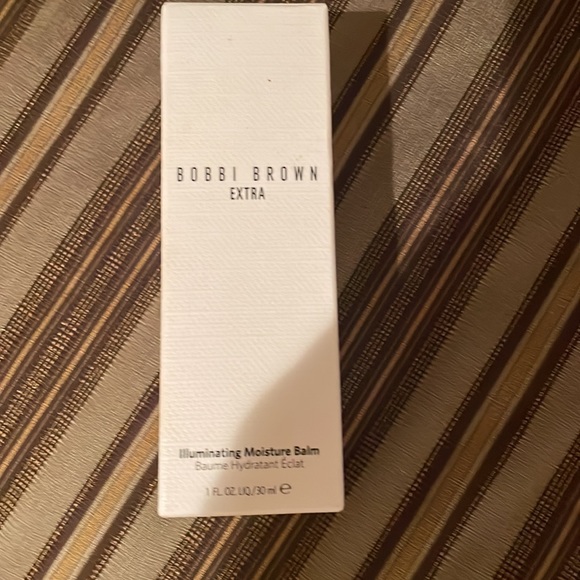 BOBBI BROWN
EXTRA
Illuminating Moisture Balm
Baume Hydratant Éclat
1 FL.OZ.LIQ./30 ml ℮